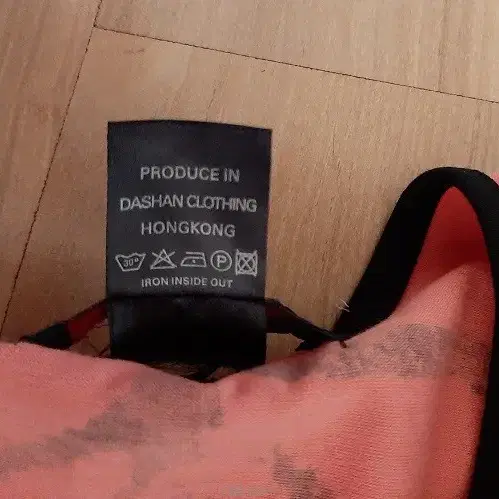 PRODUCE IN
DASHAN CLOTHING
HONGKONG
30° P
IRON INSIDE OUT